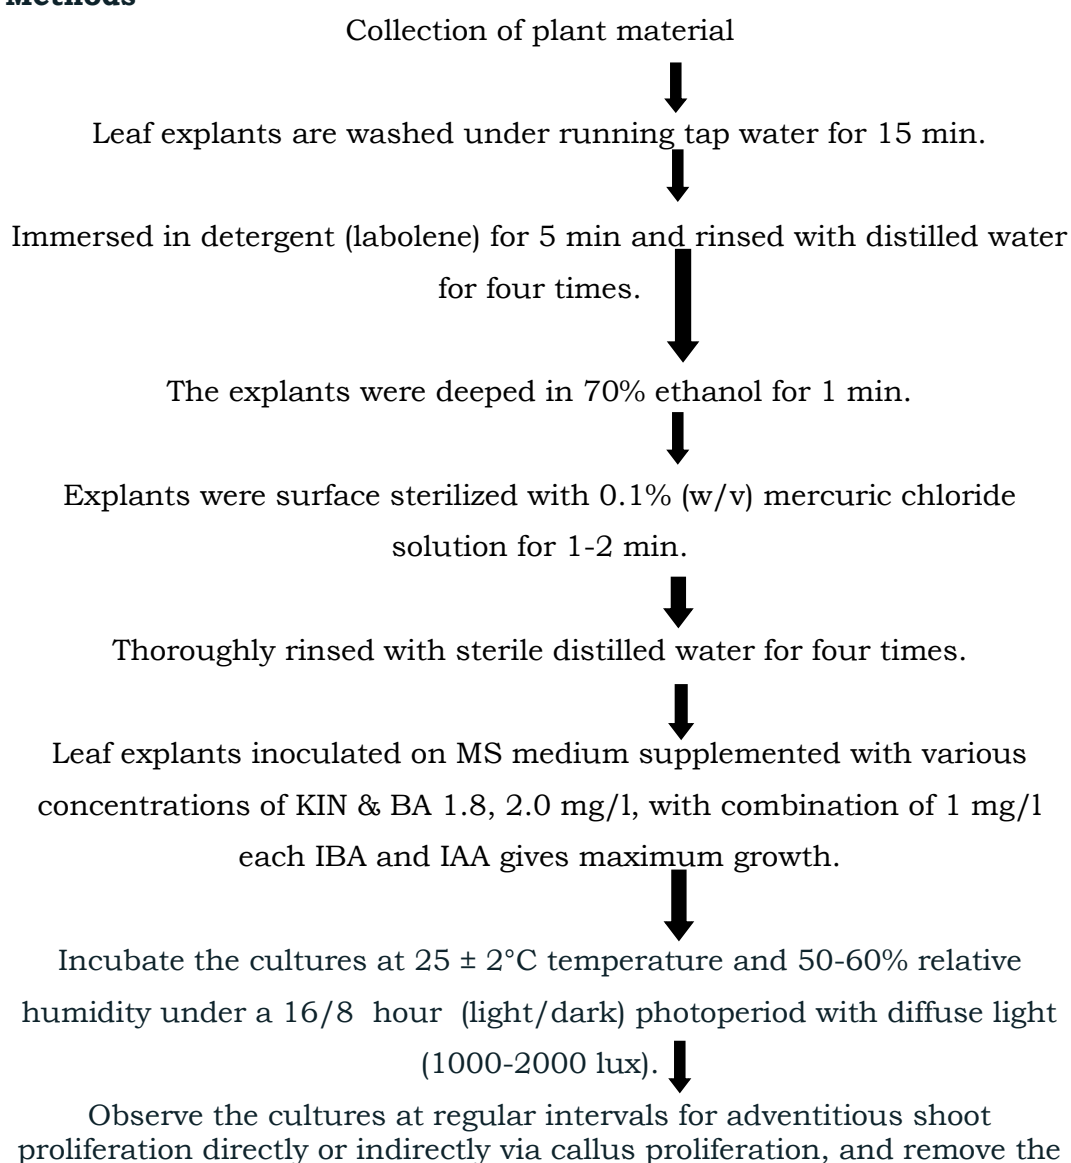 Methods
Collection of plant material
Leaf explants are washed under running tap water for 15 min.
Immersed in detergent (labolene) for 5 min and rinsed with distilled water
for four times.
The explants were deeped in 70% ethanol for 1 min.
Explants were surface sterilized with 0.1% (w/v) mercuric chloride
solution for 1-2 min.
Thoroughly rinsed with sterile distilled water for four times.
Leaf explants inoculated on MS medium supplemented with various
concentrations of KIN & BA 1.8, 2.0 mg/l, with combination of 1 mg/l
each IBA and IAA gives maximum growth.
Incubate the cultures at 25 ± 2°C temperature and 50-60% relative
humidity under a 16/8 hour (light/dark) photoperiod with diffuse light
(1000-2000 lux).
Observe the cultures at regular intervals for adventitious shoot
proliferation directly or indirectly via callus proliferation, and remove the